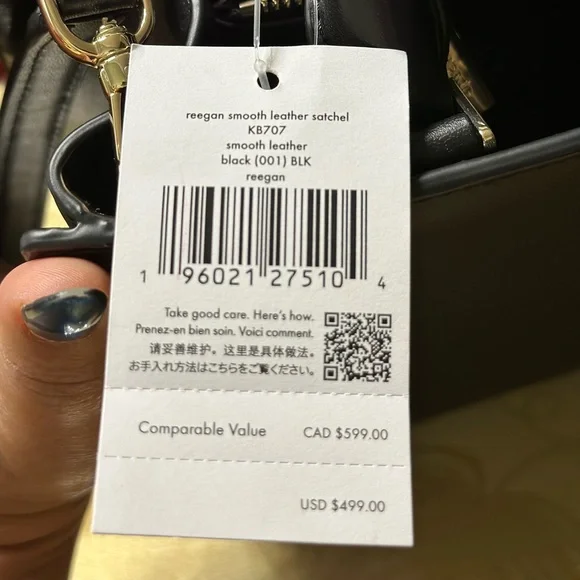 reegan smooth leather satchel
KB707
smooth leather
black (001) BLK
reegan
1 96021 27510 4
Take good care. Here's how.
Prenez-en bien soin. Voici comment.
请妥善维护。这里是具体做法。
お手入れ方法はこちらをご覧ください。
Comparable Value CAD $599.00
USD $499.00